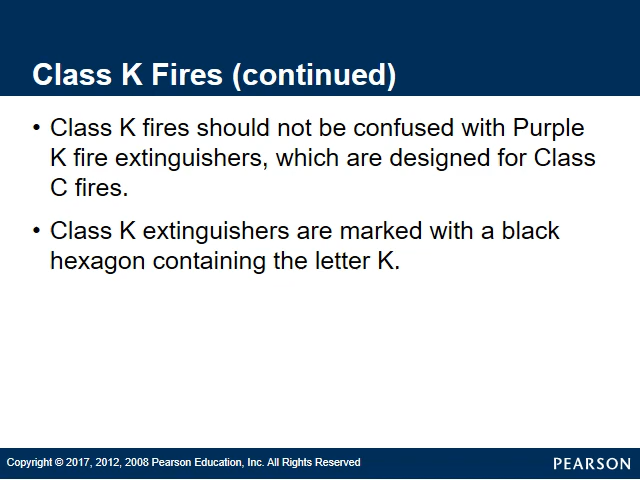 Class K Fires (continued)
• Class K fires should not be confused with Purple
K fire extinguishers, which are designed for Class
C fires.
• Class K extinguishers are marked with a black
hexagon containing the letter K.
Copyright © 2017, 2012, 2008 Pearson Education, Inc. All Rights Reserved
PEARSON